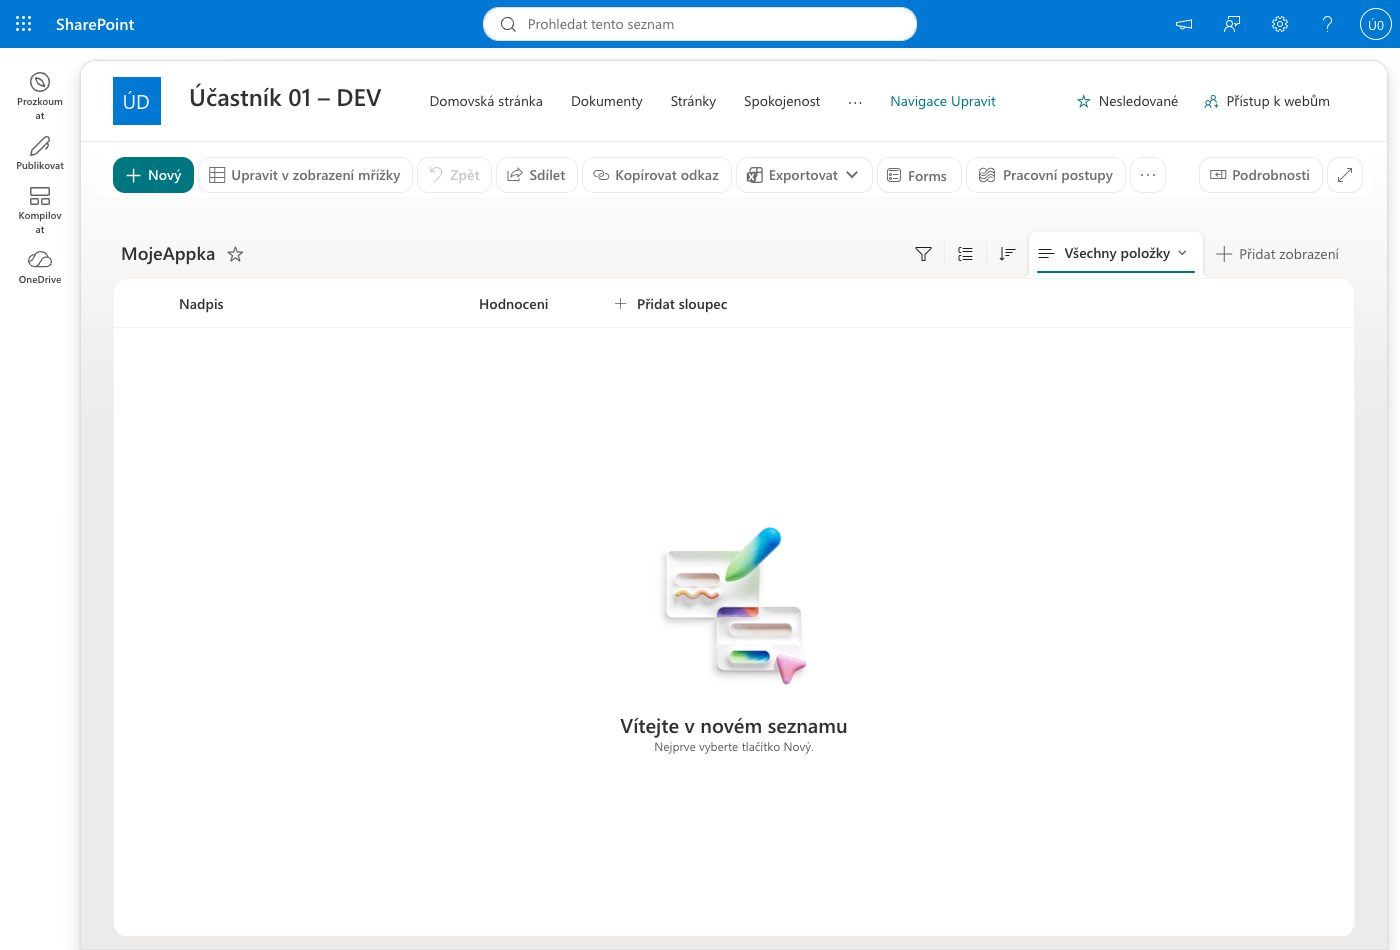 SharePoint
Prohledat tento seznam
Ú0
Prozkoum
at
Publikovat
Kompilov
at
OneDrive
ÚD
Účastník 01 – DEV
Domovská stránka
Dokumenty
Stránky
Spokojenost
...
Navigace Upravit
Nesledované
Přístup k webům
Nový
Upravit v zobrazení mřížky
Zpět
Sdílet
Kopírovat odkaz
Exportovat
Forms
Pracovní postupy
...
Podrobnosti
MojeAppka
Všechny položky
Přidat zobrazení
Nadpis
Hodnoceni
Přidat sloupec
Vítejte v novém seznamu
Nejprve vyberte tlačítko Nový.